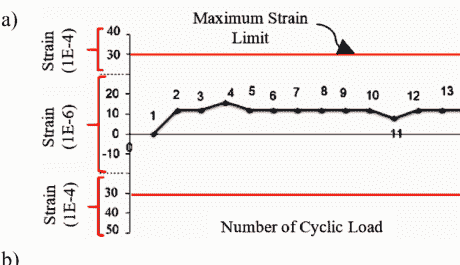 a)
Maximum Strain
Limit
Strain
(1E-4)
40
30
Strain
(1E-6)
20
10
0
-10
0
1
2
3
4
5
6
7
8
9
10
11
12
13
Strain
(1E-4)
30
40
50
Number of Cyclic Load
b)